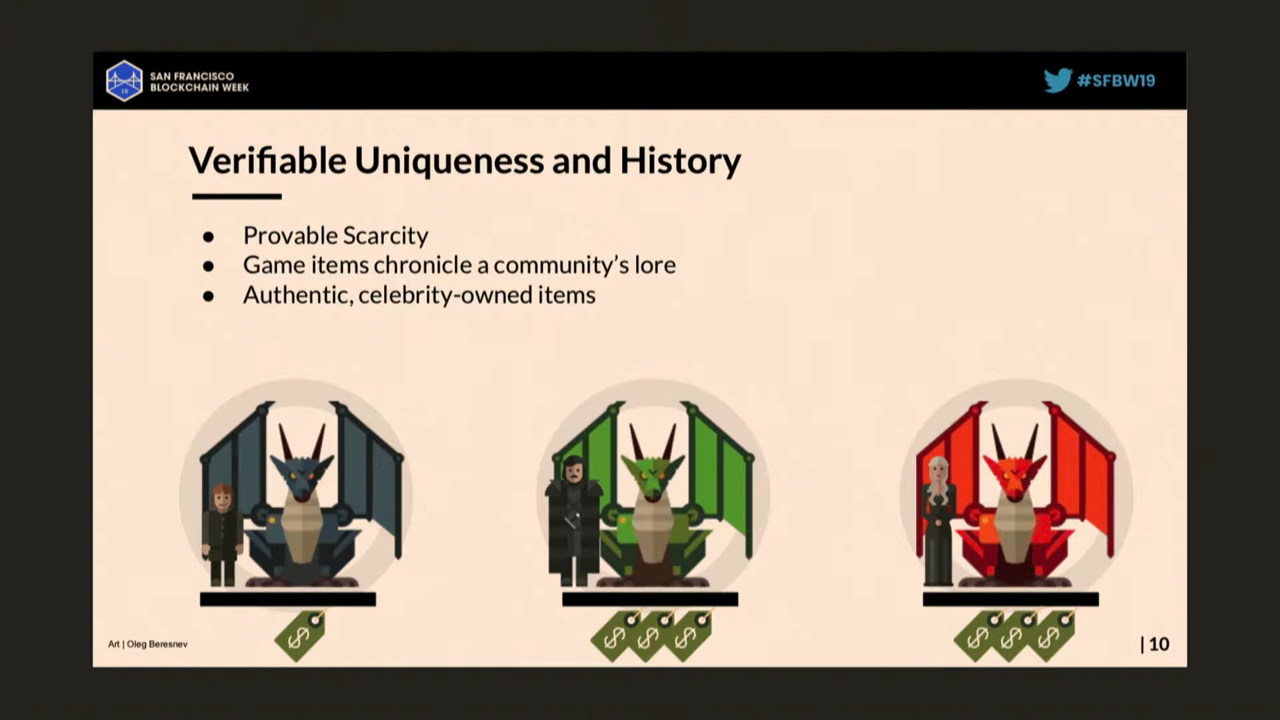 SAN FRANCISCO
BLOCKCHAIN WEEK
19
#SFBW19
Verifiable Uniqueness and History
● Provable Scarcity
● Game items chronicle a community’s lore
● Authentic, celebrity-owned items
$
$ $ $
$ $ $
Art | Oleg Beresnev
| 10